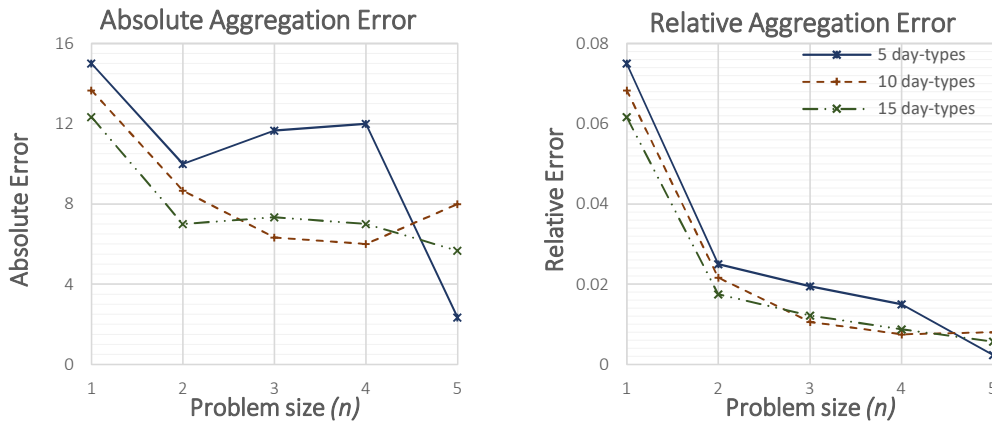 Absolute Aggregation Error
16
12
8
4
0
Absolute Error
1 2 3 4 5
Problem size (n)
Relative Aggregation Error
0.08
0.06
0.04
0.02
0
Relative Error
5 day-types
10 day-types
15 day-types
1 2 3 4 5
Problem size (n)